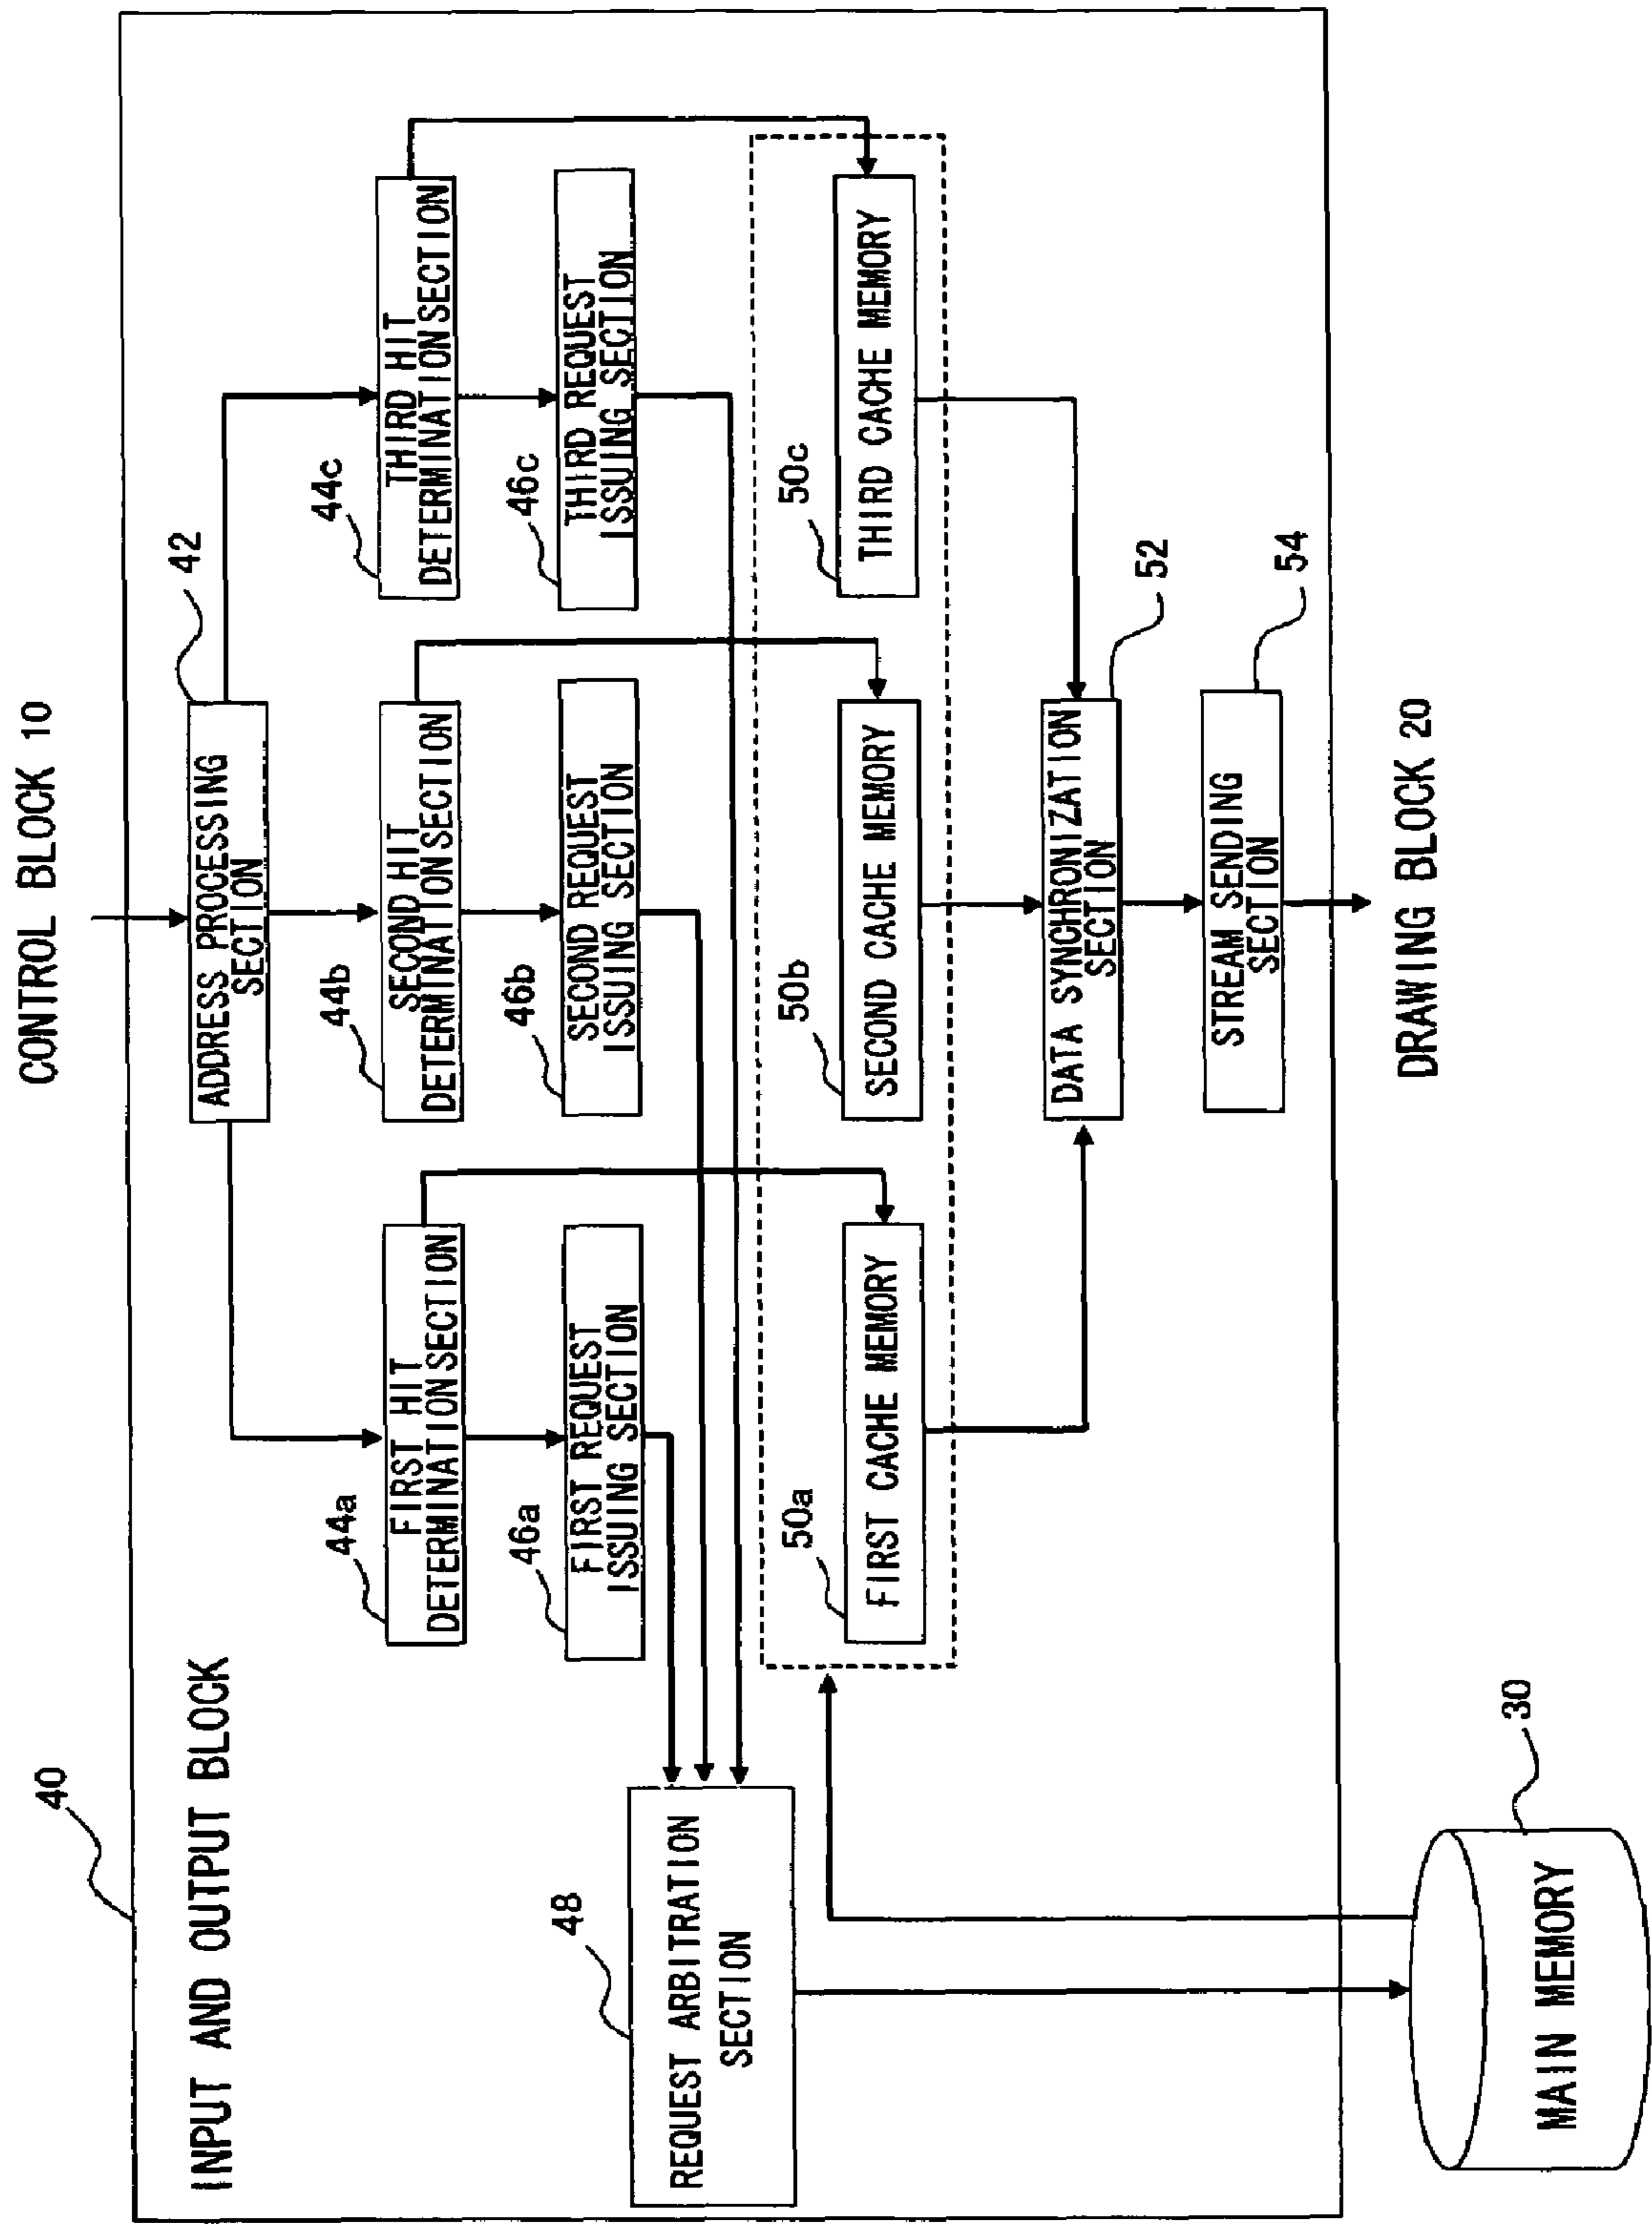 CONTROL BLOCK 10
40
INPUT AND OUTPUT BLOCK
42
ADDRESS PROCESSING
SECTION
44a
FIRST HIT
DETERMINATION SECTION
44b
SECOND HIT
DETERMINATION SECTION
44c
THIRD HIT
DETERMINATION SECTION
46a
FIRST REQUEST
ISSUING SECTION
46b
SECOND REQUEST
ISSUING SECTION
46c
THIRD REQUEST
ISSUING SECTION
48
REQUEST ARBITRATION
SECTION
50a
FIRST CACHE MEMORY
50b
SECOND CACHE MEMORY
50c
THIRD CACHE MEMORY
52
DATA SYNCHRONIZATION
SECTION
54
STREAM SENDING
SECTION
30
MAIN MEMORY
DRAWING BLOCK 20